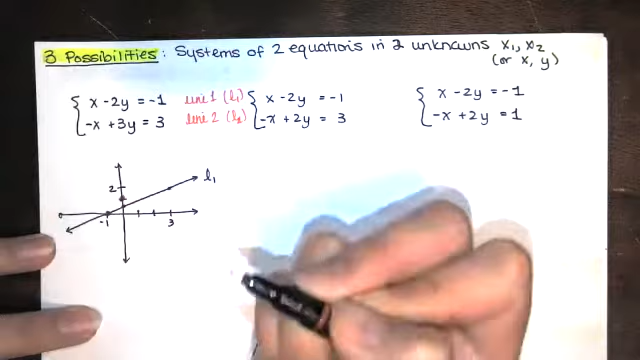 3 Possibilities: Systems of 2 equations in 2 unknowns x₁, x₂
(or x, y)
x - 2y = -1 line 1 (l₁)
-x + 3y = 3 line 2 (l₂)
x - 2y = -1
-x + 2y = 3
x - 2y = -1
-x + 2y = 1
l₁
2
-1 3